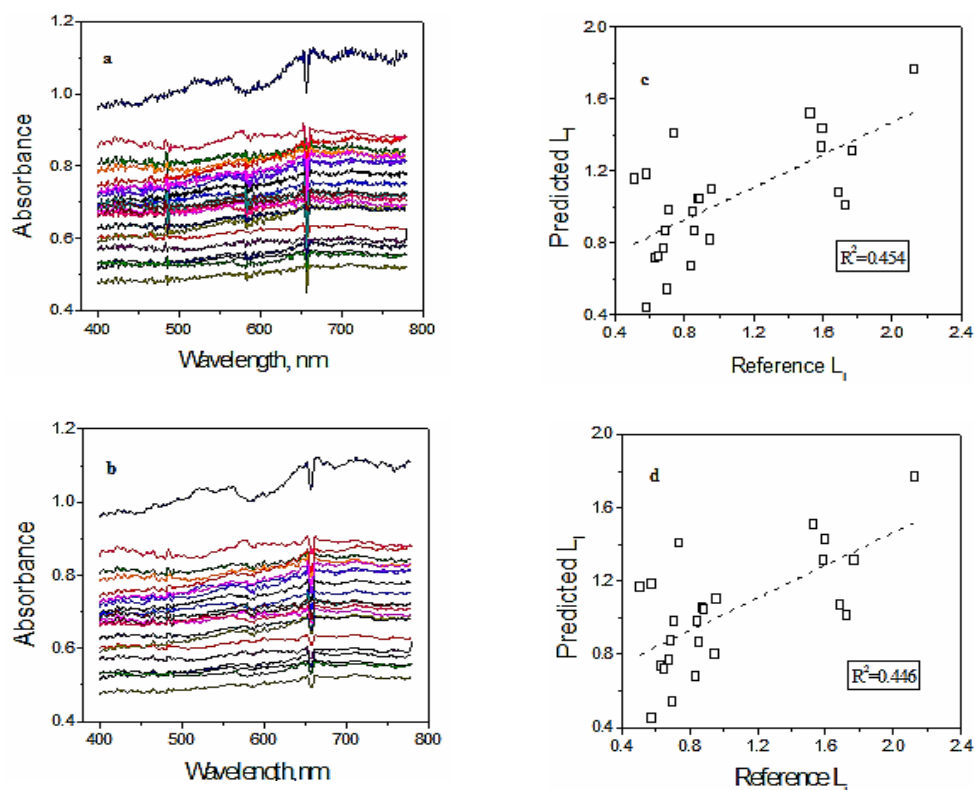 a
1.2
1.0
0.8
0.6
0.4
Absorbance
400 500 600 700 800
Wavelength, nm
c
2.0
1.6
1.2
0.8
0.4
Predicted L_I
R²=0.454
0.4 0.8 1.2 1.6 2.0 2.4
Reference L_I
b
1.2
1.0
0.8
0.6
0.4
Absorbance
400 500 600 700 800
Wavelength, nm
d
2.0
1.6
1.2
0.8
0.4
Predicted L_I
R²=0.446
0.4 0.8 1.2 1.6 2.0 2.4
Reference L_I